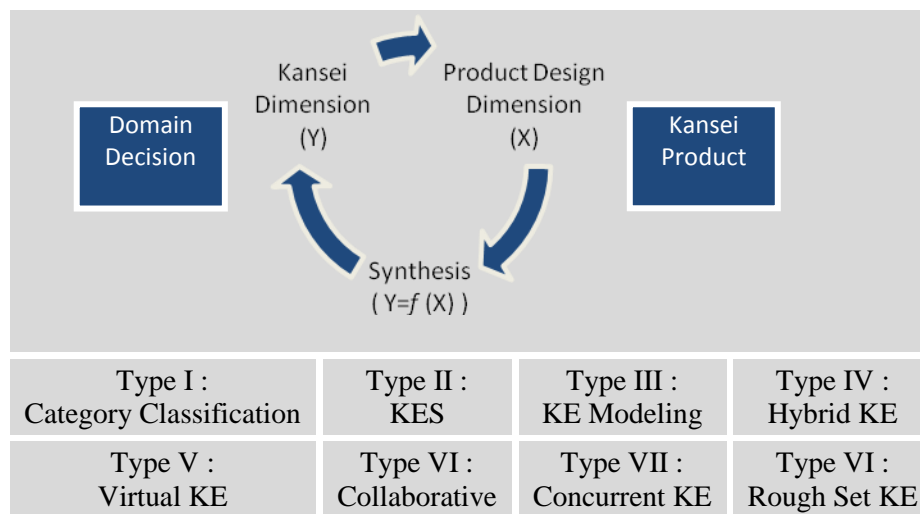 Kansei
Dimension
(Y)
Product Design
Dimension
(X)
Domain
Decision
Kansei
Product
Synthesis
( Y=f (X) )
Type I :
Category Classification
Type II :
KES
Type III :
KE Modeling
Type IV :
Hybrid KE
Type V :
Virtual KE
Type VI :
Collaborative
Type VII :
Concurrent KE
Type VI :
Rough Set KE